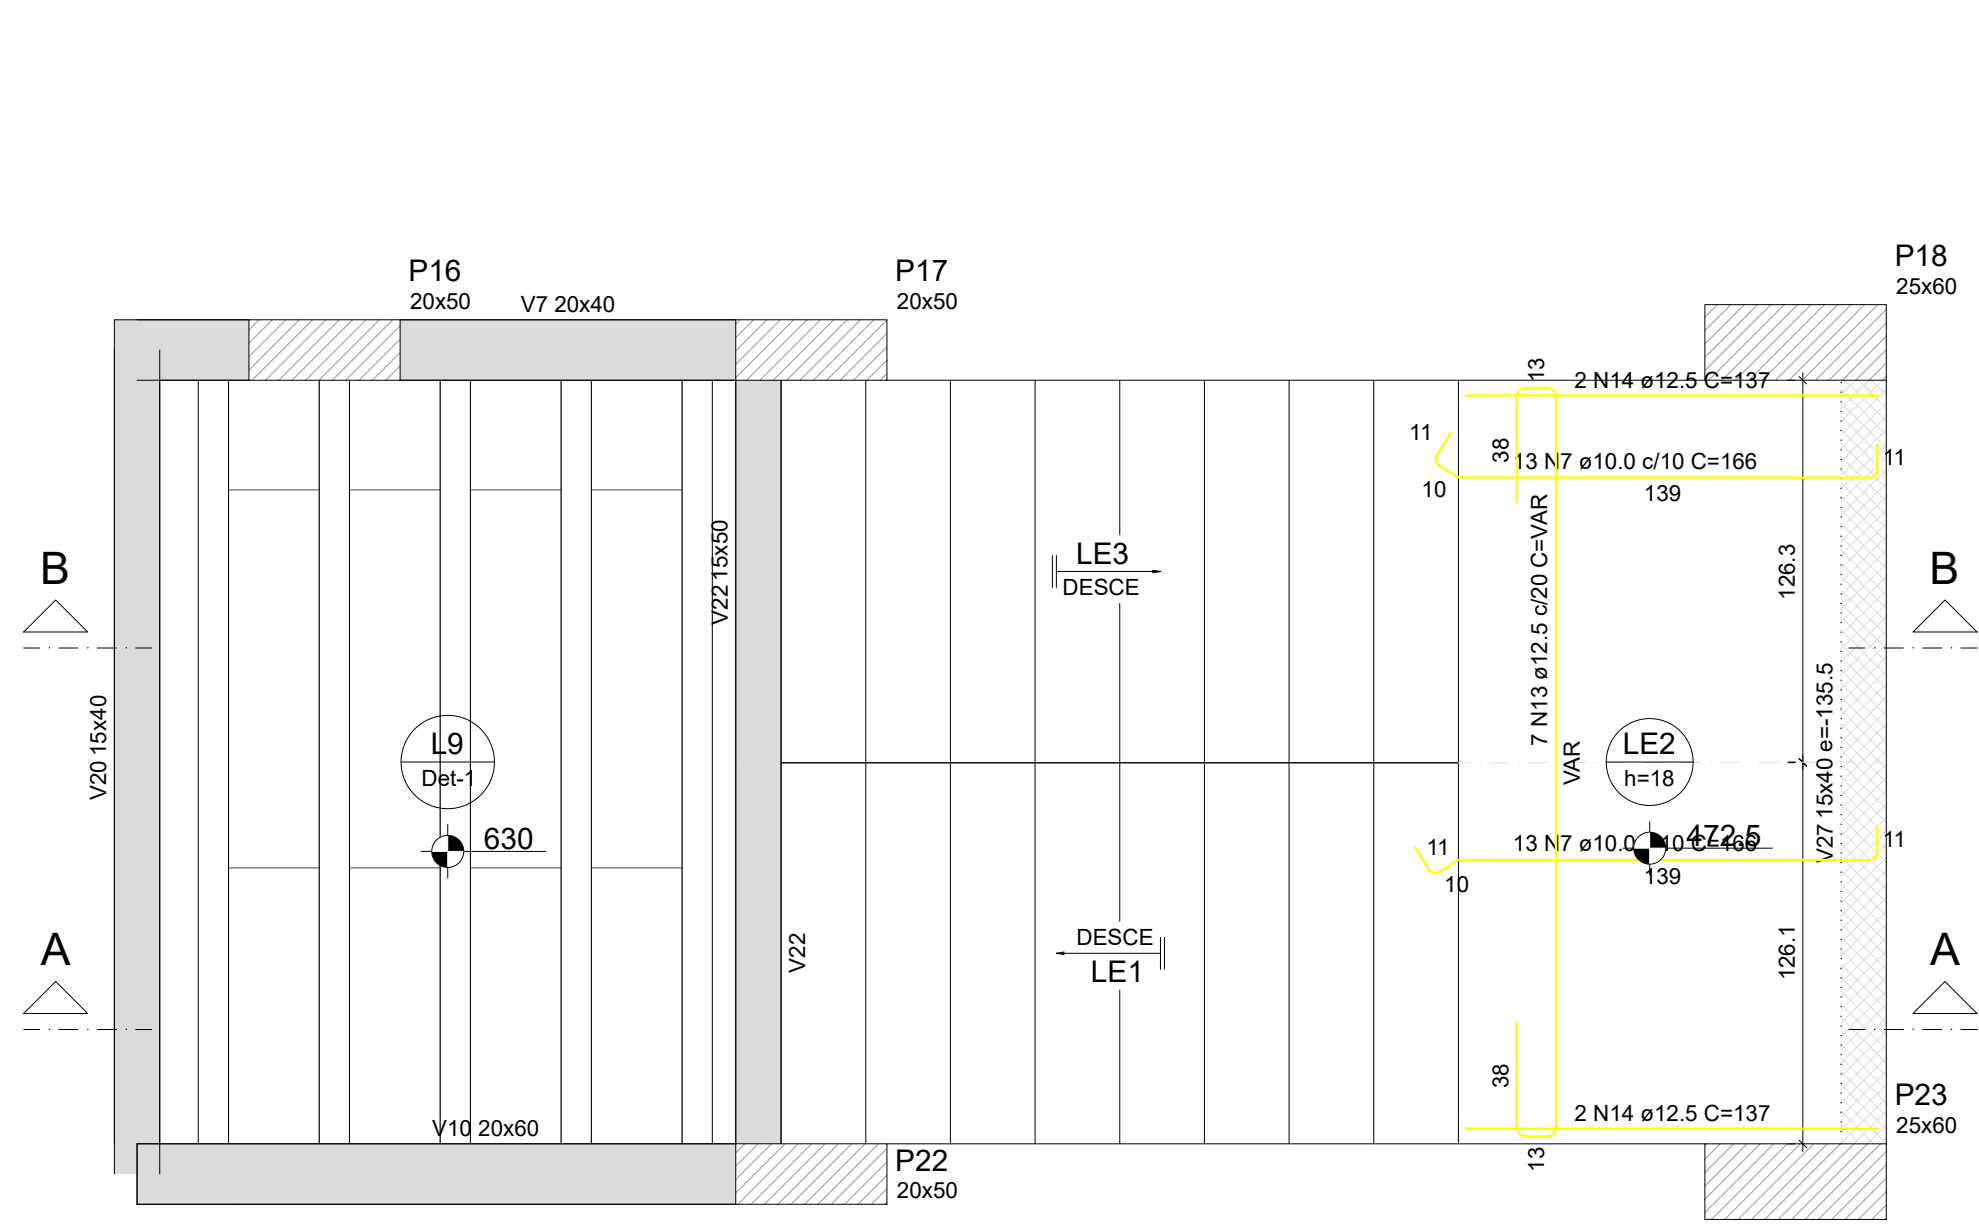 P16
20x50
V7 20x40
P17
20x50
P18
25x60
13
2 N14 ø12.5 C=137
11
38
13 N7 ø10.0 c/10 C=166
11
10
139
7 N13 ø12.5 c/20 C=VAR
126.3
V22 15x50
LE3
DESCE
B
B
V20 15x40
L9
Det-1
VAR
LE2
h=18
V27 15x40 e=-135.5
630
472.5
11
13 N7 ø10.0 c/10 C=166
11
10
139
V22
DESCE
LE1
126.1
A
A
38
V10 20x60
2 N14 ø12.5 C=137
P23
25x60
P22
20x50
13